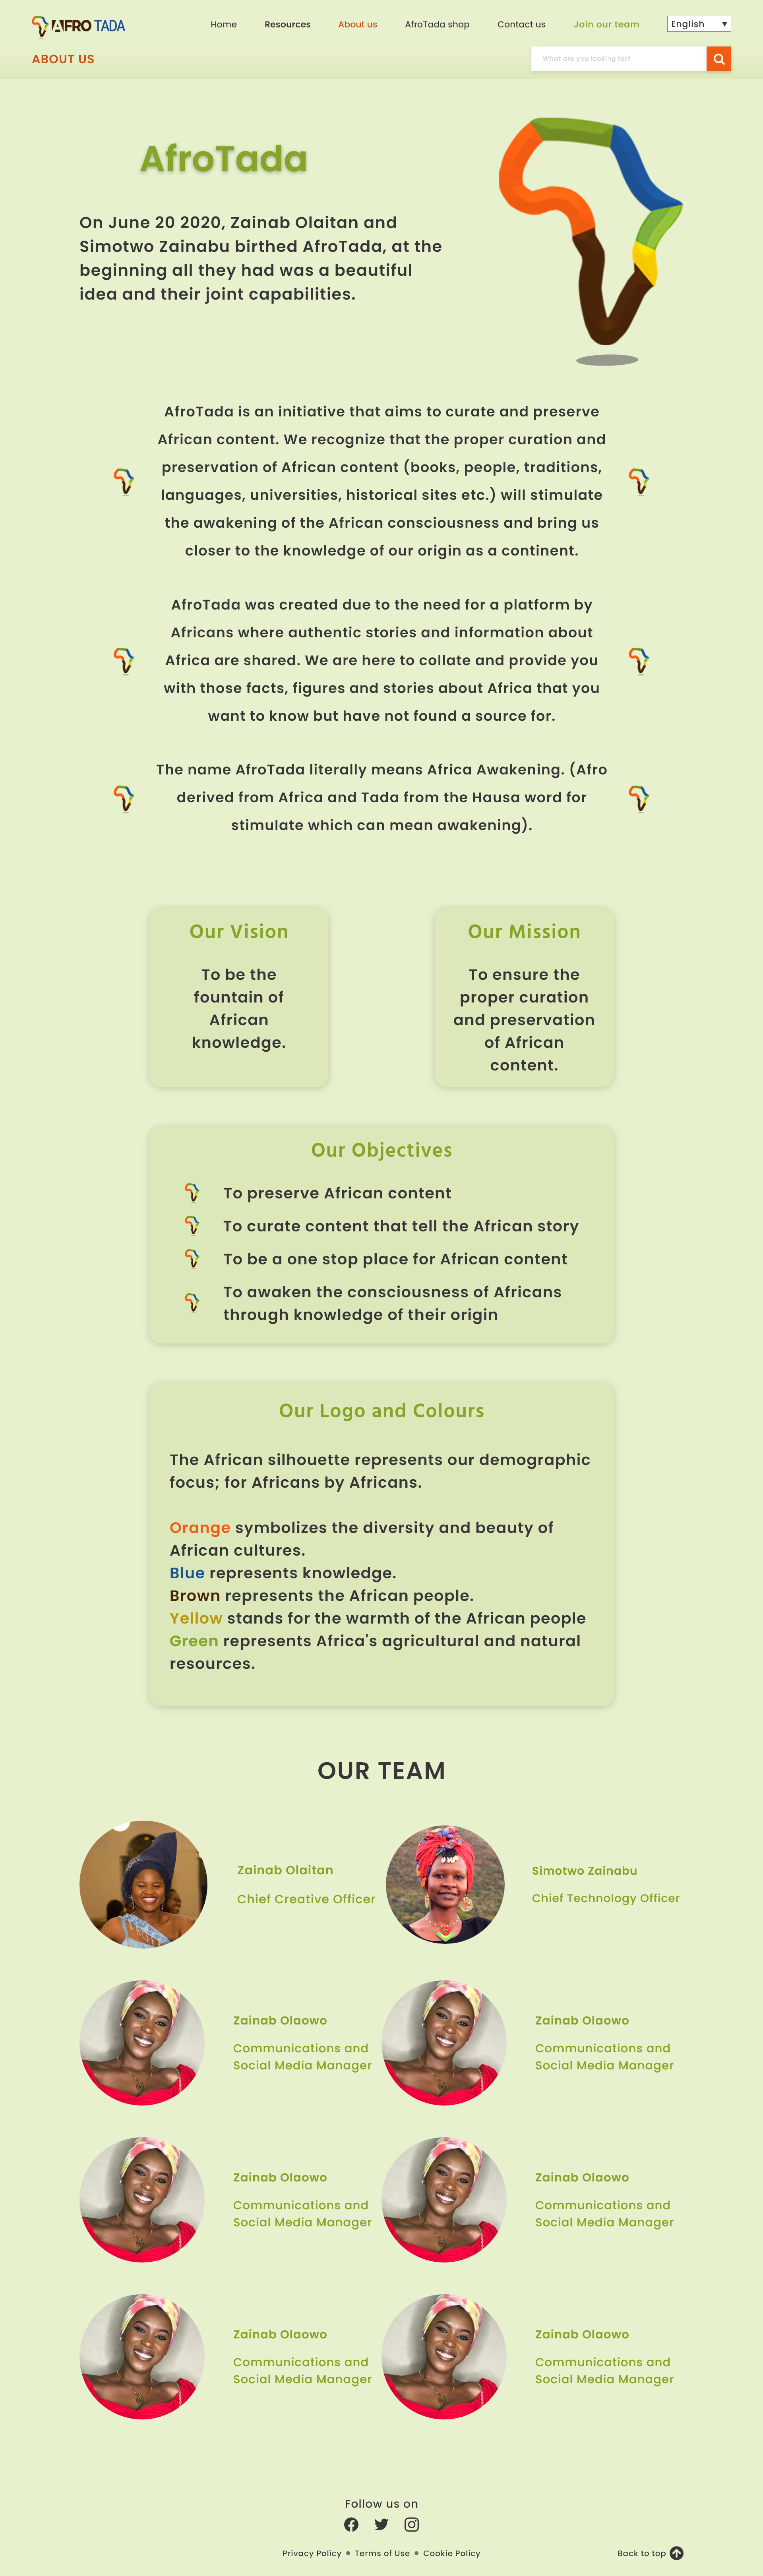 AFRO TADA
Home Resources About us AfroTada shop Contact us Join our team English
ABOUT US
What are you looking for?
AfroTada
On June 20 2020, Zainab Olaitan and
Simotwo Zainabu birthed AfroTada, at the
beginning all they had was a beautiful
idea and their joint capabilities.
AfroTada is an initiative that aims to curate and preserve
African content. We recognize that the proper curation and
preservation of African content (books, people, traditions,
languages, universities, historical sites etc.) will stimulate
the awakening of the African consciousness and bring us
closer to the knowledge of our origin as a continent.
AfroTada was created due to the need for a platform by
Africans where authentic stories and information about
Africa are shared. We are here to collate and provide you
with those facts, figures and stories about Africa that you
want to know but have not found a source for.
The name AfroTada literally means Africa Awakening. (Afro
derived from Africa and Tada from the Hausa word for
stimulate which can mean awakening).
Our Vision
To be the
fountain of
African
knowledge.
Our Mission
To ensure the
proper curation
and preservation
of African
content.
Our Objectives
To preserve African content
To curate content that tell the African story
To be a one stop place for African content
To awaken the consciousness of Africans
through knowledge of their origin
Our Logo and Colours
The African silhouette represents our demographic
focus; for Africans by Africans.
Orange symbolizes the diversity and beauty of
African cultures.
Blue represents knowledge.
Brown represents the African people.
Yellow stands for the warmth of the African people
Green represents Africa's agricultural and natural
resources.
OUR TEAM
Zainab Olaitan
Chief Creative Officer
Simotwo Zainabu
Chief Technology Officer
Zainab Olaowo
Communications and
Social Media Manager
Zainab Olaowo
Communications and
Social Media Manager
Zainab Olaowo
Communications and
Social Media Manager
Zainab Olaowo
Communications and
Social Media Manager
Zainab Olaowo
Communications and
Social Media Manager
Zainab Olaowo
Communications and
Social Media Manager
Follow us on
Privacy Policy • Terms of Use • Cookie Policy
Back to top